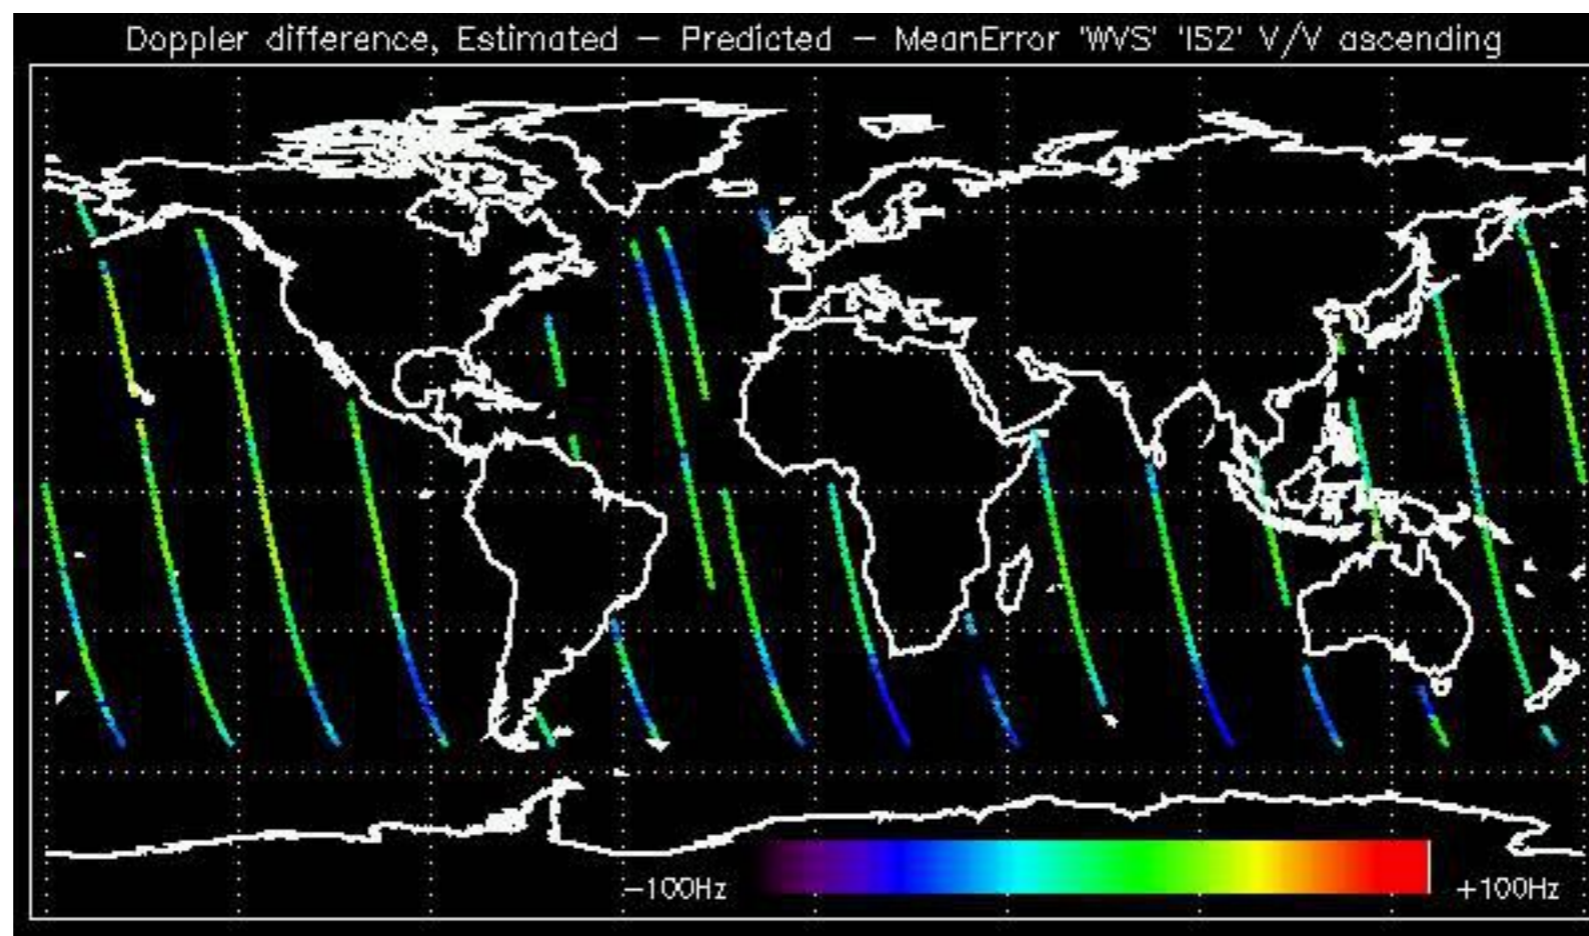 Doppler difference, Estimated – Predicted – MeanError 'WVS' 'IS2' V/V ascending
–100Hz +100Hz